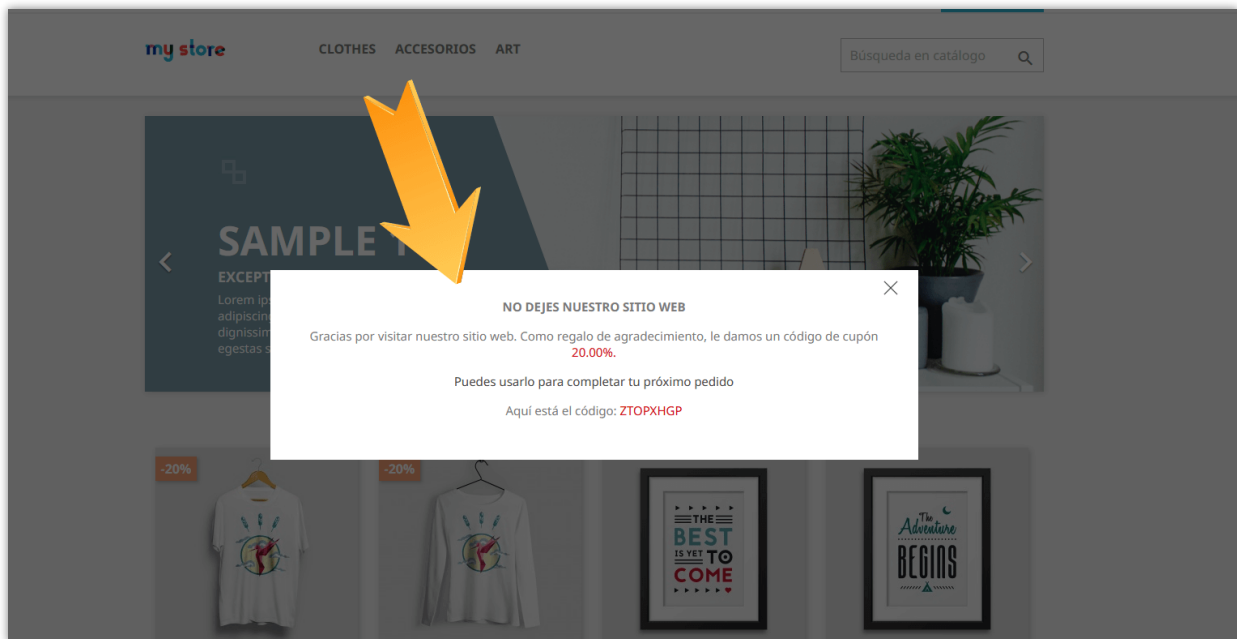 my store
CLOTHES ACCESORIOS ART
Búsqueda en catálogo
SAMPLE
EXCEPT
Lorem ips
adipiscin
dignissim
egestas s
NO DEJES NUESTRO SITIO WEB
Gracias por visitar nuestro sitio web. Como regalo de agradecimiento, le damos un código de cupón
20.00%.
Puedes usarlo para completar tu próximo pedido
Aquí está el código: ZTOPXHGP
-20%
-20%
THE
BEST
IS YET TO
COME
The
Adventure
BEGINS